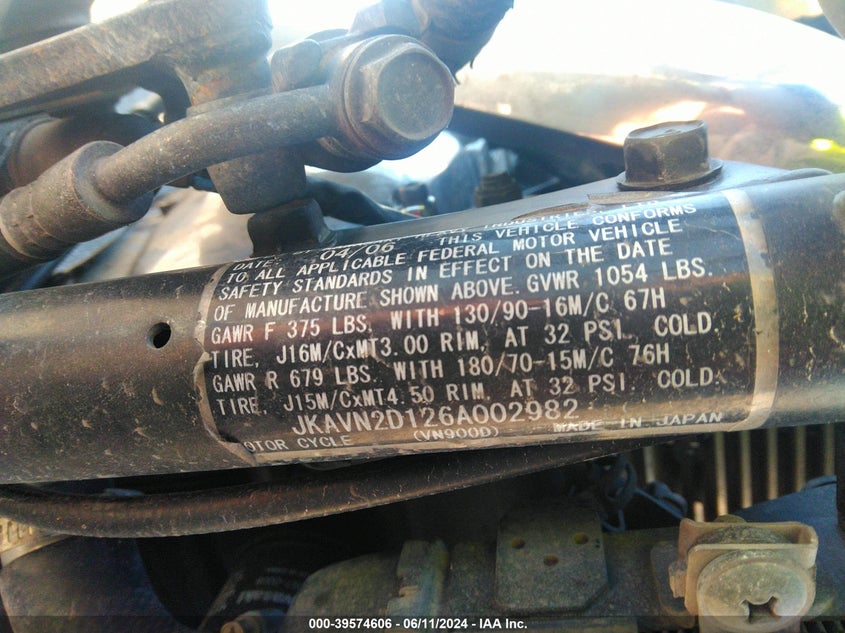 DATE: 04/06 THIS VEHICLE CONFORMS
TO ALL APPLICABLE FEDERAL MOTOR VEHICLE
SAFETY STANDARDS IN EFFECT ON THE DATE
OF MANUFACTURE SHOWN ABOVE. GVWR 1054 LBS.
GAWR F 375 LBS. WITH 130/90-16M/C 67H
TIRE, J16M/CxMT3.00 RIM, AT 32 PSI. COLD.
GAWR R 679 LBS. WITH 180/70-15M/C 76H
TIRE, J15M/CxMT4.50 RIM, AT 32 PSI COLD.
JKAVN2D126A002982
OTOR CYCLE (VN900D) MADE IN JAPAN
000-39574606 - 06/11/2024 - IAA Inc.